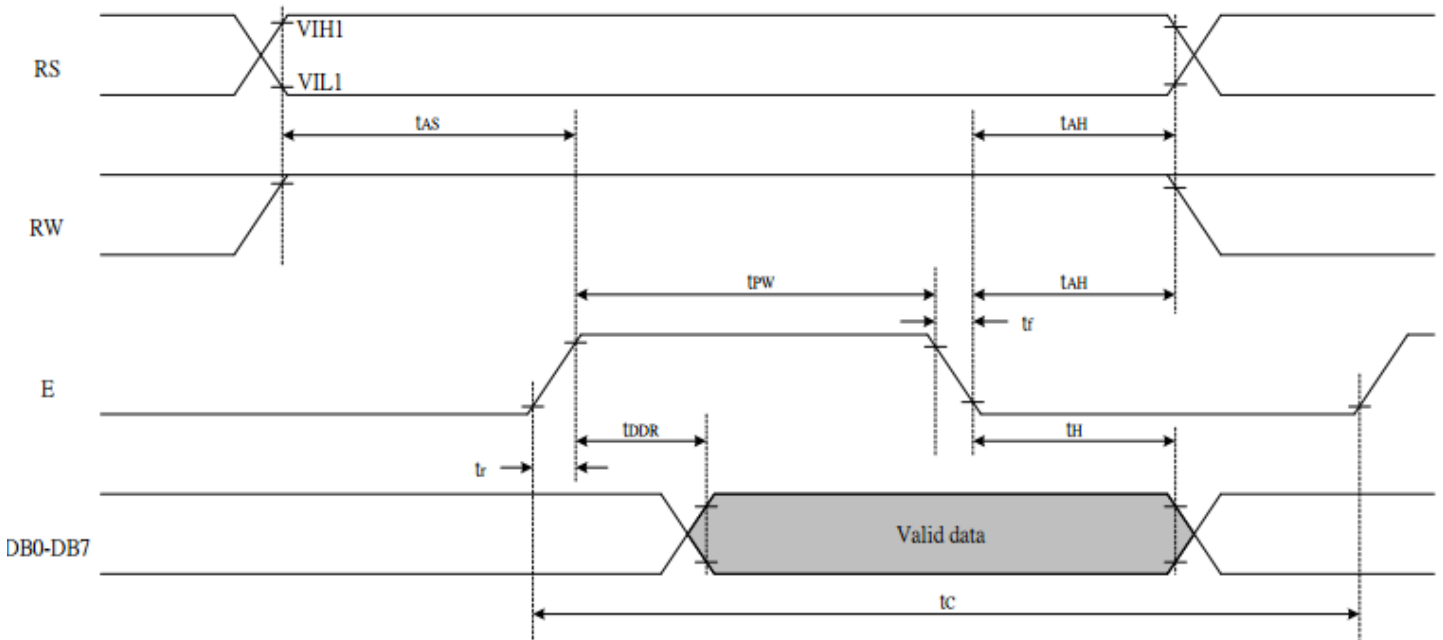 VIH1
RS
VIL1
tAS
tAH
RW
tPW
tAH
tf
E
tDDR
tH
tr
DB0-DB7
Valid data
tC